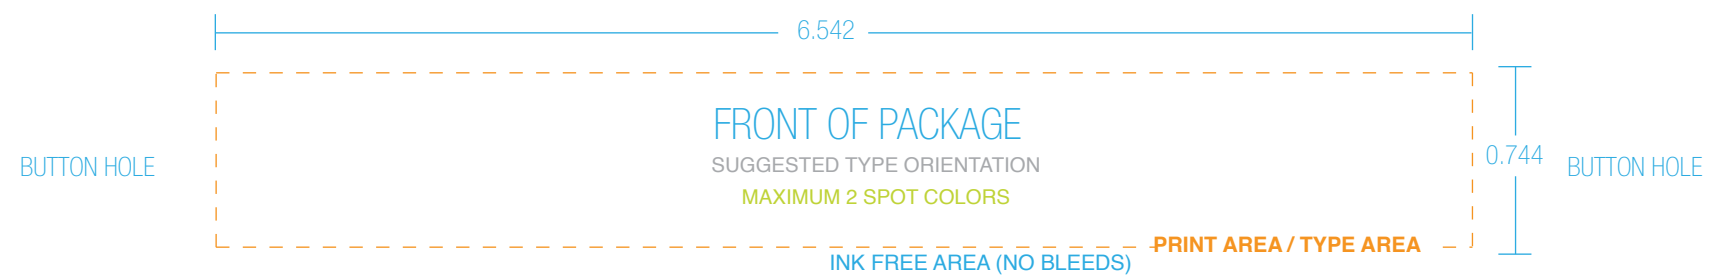 6.542
FRONT OF PACKAGE
SUGGESTED TYPE ORIENTATION
MAXIMUM 2 SPOT COLORS
BUTTON HOLE
0.744
BUTTON HOLE
PRINT AREA / TYPE AREA
INK FREE AREA (NO BLEEDS)